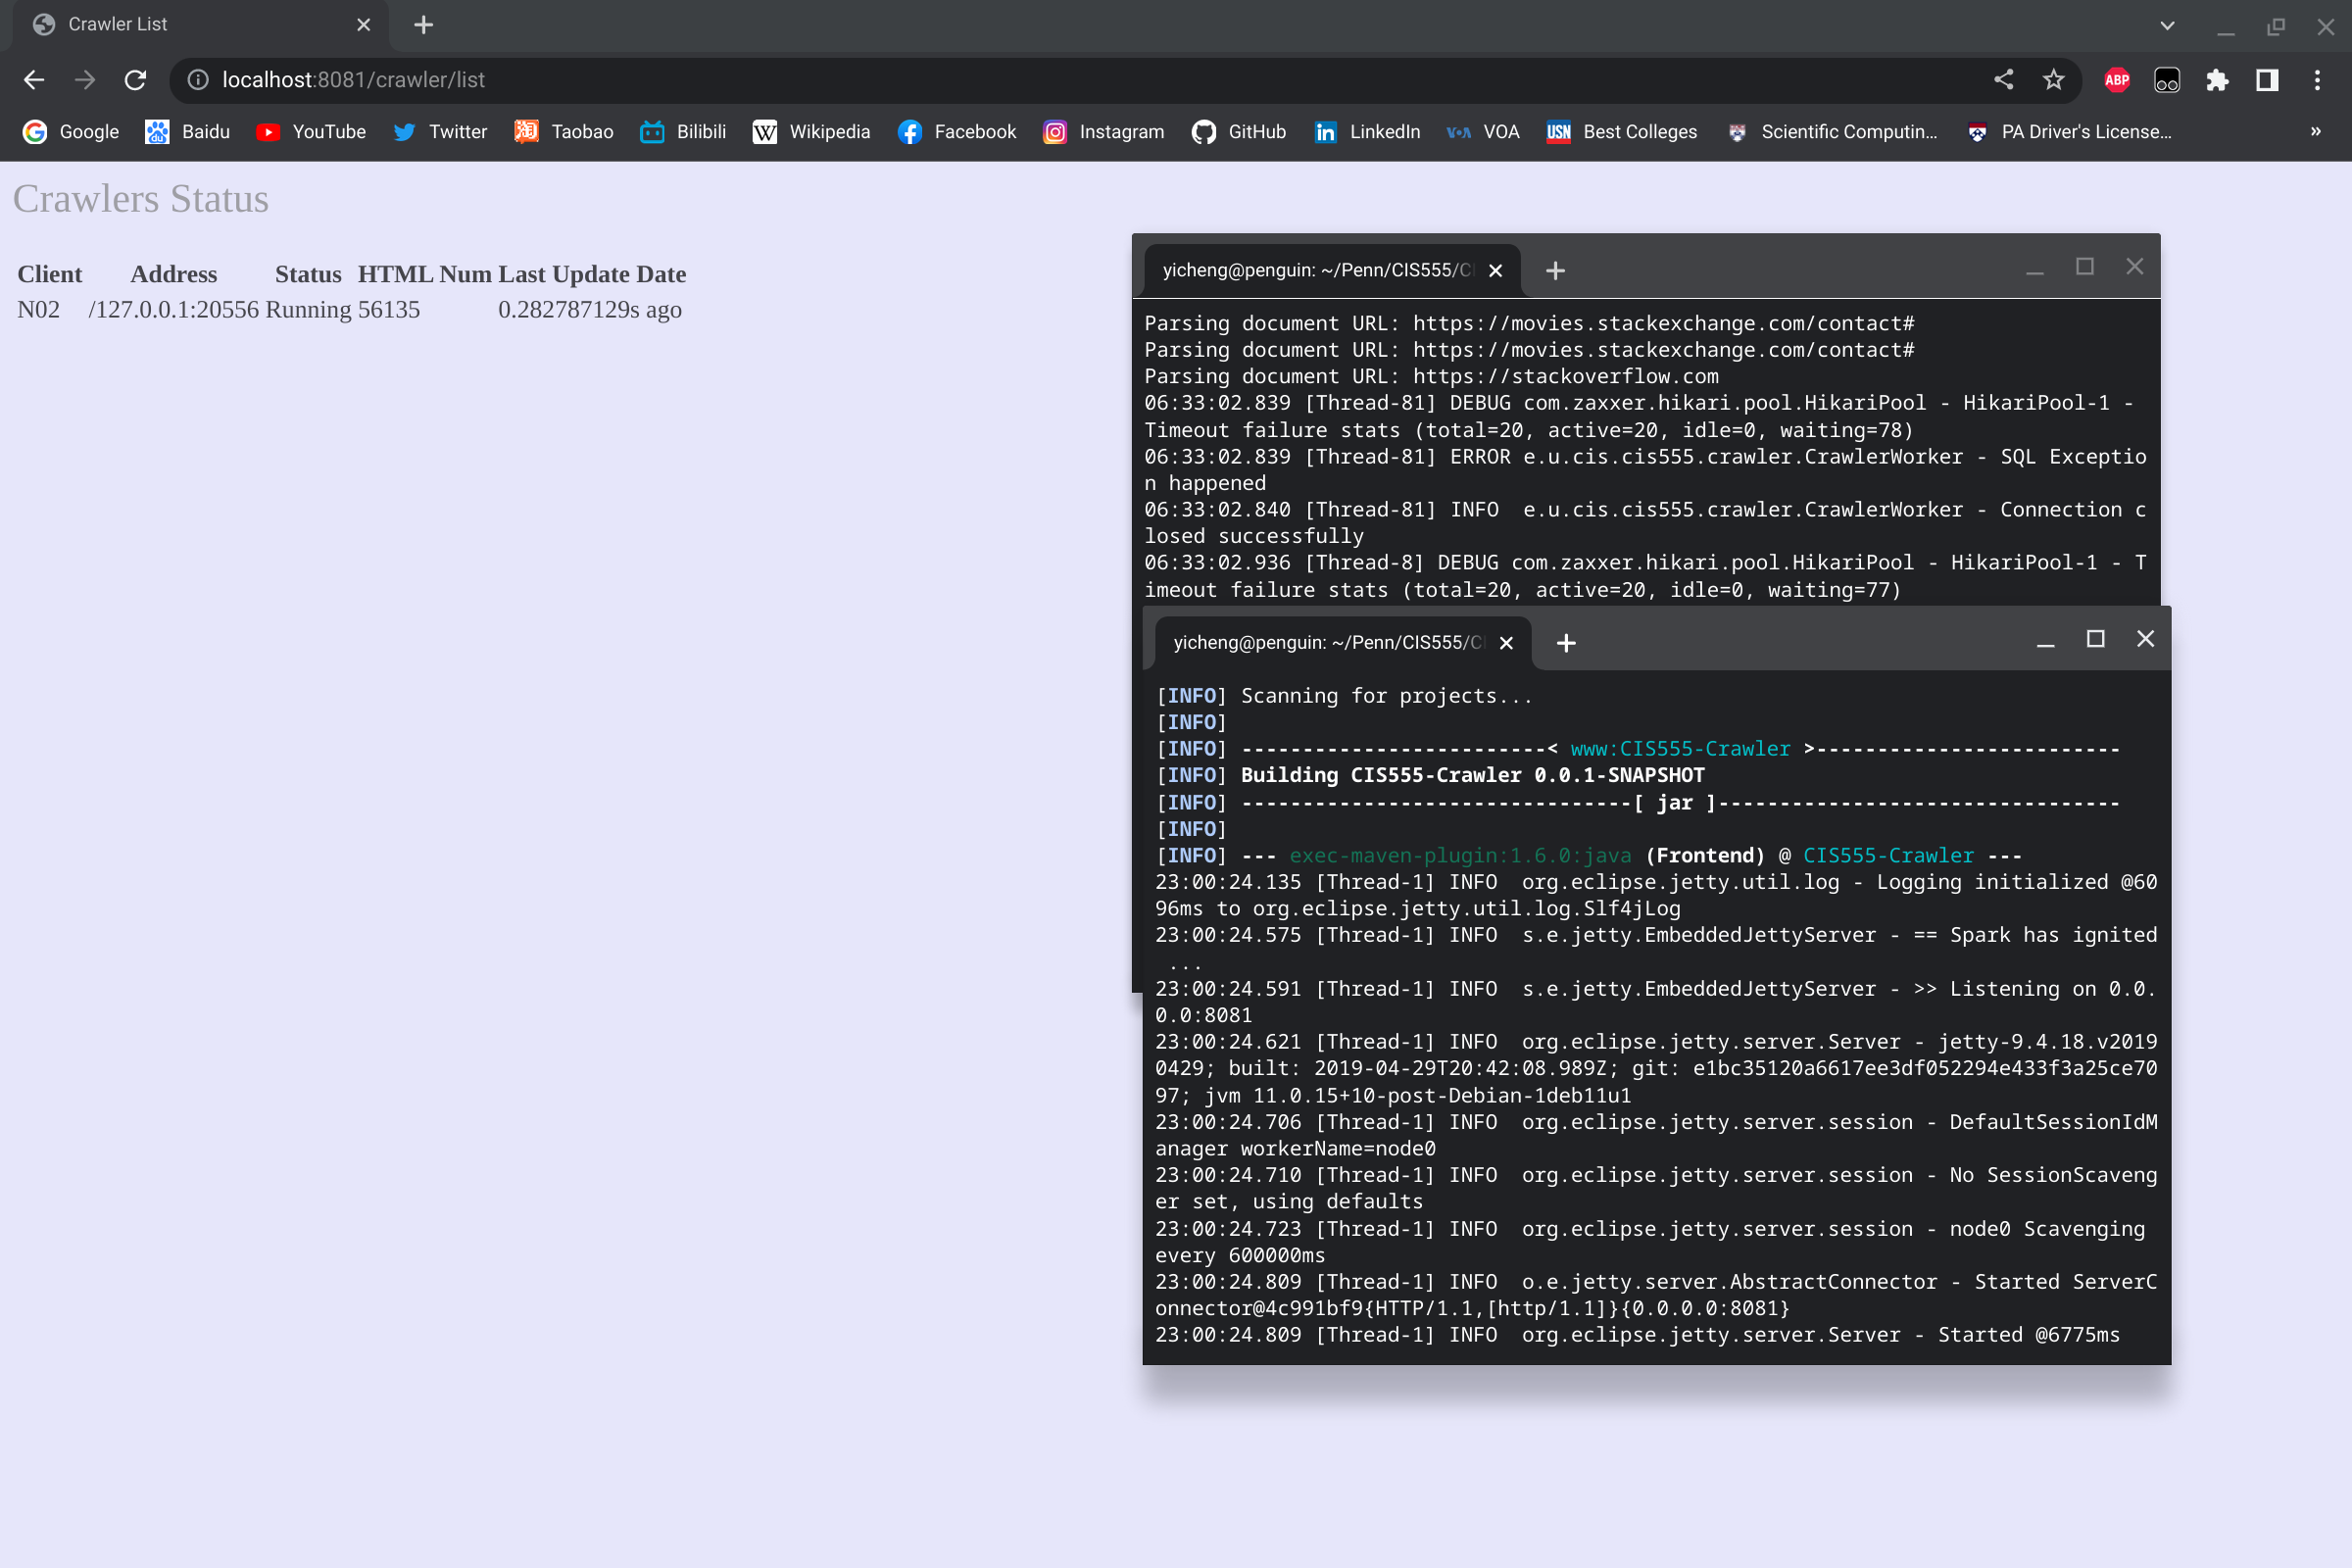 Crawler List
localhost:8081/crawler/list
ABP
Google Baidu YouTube Twitter Taobao Bilibili Wikipedia Facebook Instagram GitHub LinkedIn VOA Best Colleges Scientific Computin... PA Driver's License... »
Crawlers Status
Client Address Status HTML Num Last Update Date
N02 /127.0.0.1:20556 Running 56135 0.282787129s ago
yicheng@penguin: ~/Penn/CIS555/C
Parsing document URL: https://movies.stackexchange.com/contact#
Parsing document URL: https://movies.stackexchange.com/contact#
Parsing document URL: https://stackoverflow.com
06:33:02.839 [Thread-81] DEBUG com.zaxxer.hikari.pool.HikariPool - HikariPool-1 -
Timeout failure stats (total=20, active=20, idle=0, waiting=78)
06:33:02.839 [Thread-81] ERROR e.u.cis.cis555.crawler.CrawlerWorker - SQL Exceptio
n happened
06:33:02.840 [Thread-81] INFO  e.u.cis.cis555.crawler.CrawlerWorker - Connection c
losed successfully
06:33:02.936 [Thread-8] DEBUG com.zaxxer.hikari.pool.HikariPool - HikariPool-1 - T
imeout failure stats (total=20, active=20, idle=0, waiting=77)
yicheng@penguin: ~/Penn/CIS555/C
[INFO] Scanning for projects...
[INFO]
[INFO] -------------------------< www:CIS555-Crawler >-------------------------
[INFO] Building CIS555-Crawler 0.0.1-SNAPSHOT
[INFO] --------------------------------[ jar ]---------------------------------
[INFO]
[INFO] --- exec-maven-plugin:1.6.0:java (Frontend) @ CIS555-Crawler ---
23:00:24.135 [Thread-1] INFO  org.eclipse.jetty.util.log - Logging initialized @60
96ms to org.eclipse.jetty.util.log.Slf4jLog
23:00:24.575 [Thread-1] INFO  s.e.jetty.EmbeddedJettyServer - == Spark has ignited
 ...
23:00:24.591 [Thread-1] INFO  s.e.jetty.EmbeddedJettyServer - >> Listening on 0.0.
0.0:8081
23:00:24.621 [Thread-1] INFO  org.eclipse.jetty.server.Server - jetty-9.4.18.v2019
0429; built: 2019-04-29T20:42:08.989Z; git: e1bc35120a6617ee3df052294e433f3a25ce70
97; jvm 11.0.15+10-post-Debian-1deb11u1
23:00:24.706 [Thread-1] INFO  org.eclipse.jetty.server.session - DefaultSessionIdM
anager workerName=node0
23:00:24.710 [Thread-1] INFO  org.eclipse.jetty.server.session - No SessionScaveng
er set, using defaults
23:00:24.723 [Thread-1] INFO  org.eclipse.jetty.server.session - node0 Scavenging
every 600000ms
23:00:24.809 [Thread-1] INFO  o.e.jetty.server.AbstractConnector - Started ServerC
onnector@4c991bf9{HTTP/1.1,[http/1.1]}{0.0.0.0:8081}
23:00:24.809 [Thread-1] INFO  org.eclipse.jetty.server.Server - Started @6775ms